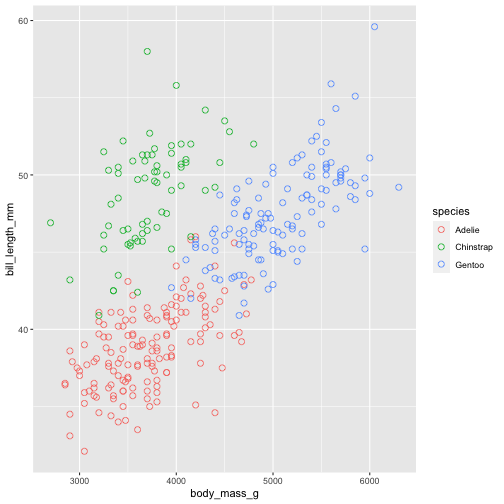 60
50
40
bill_length_mm
3000 4000 5000 6000
body_mass_g
species
Adelie
Chinstrap
Gentoo